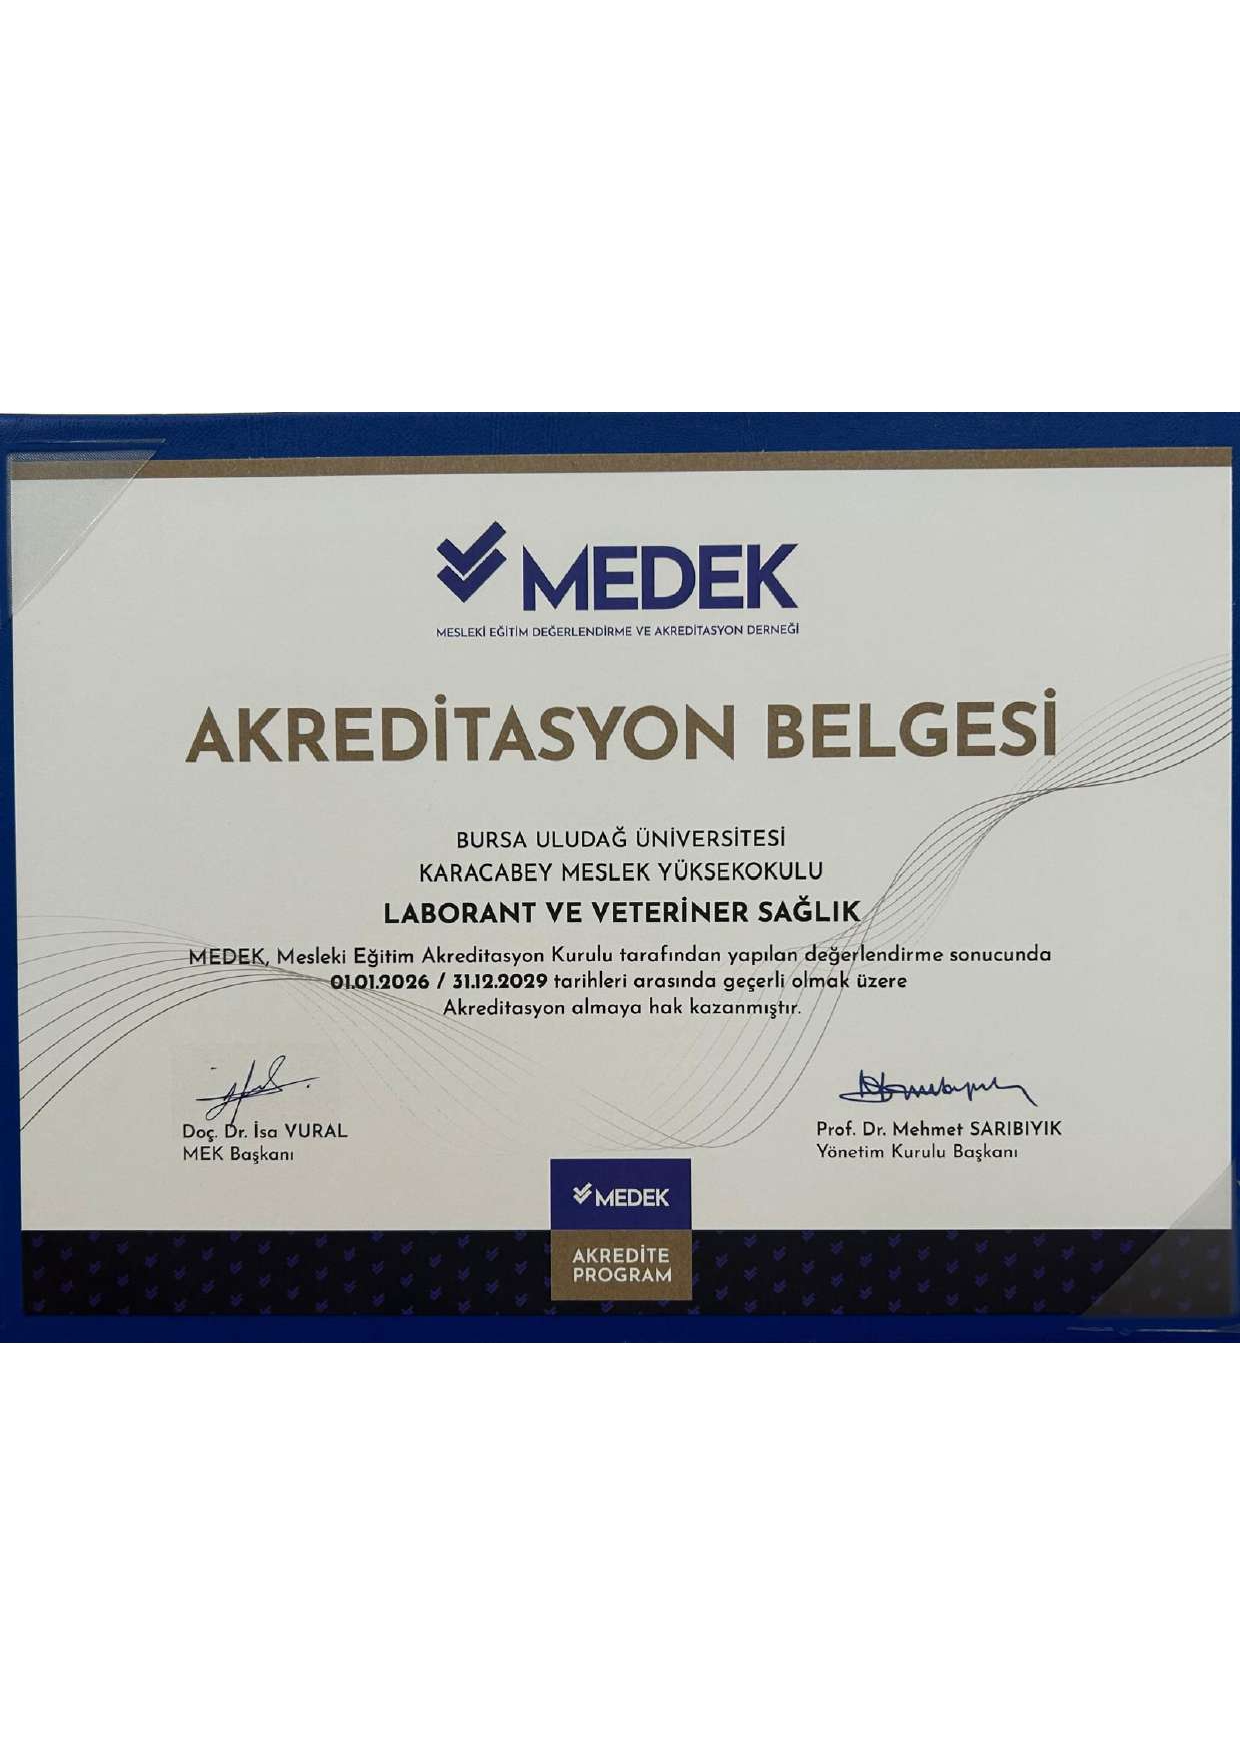 MEDEK
MESLEKİ EĞİTİM DEĞERLENDİRME VE AKREDİTASYON DERNEĞİ
AKREDİTASYON BELGESİ
BURSA ULUDAĞ ÜNİVERSİTESİ
KARACABEY MESLEK YÜKSEKOKULU
LABORANT VE VETERİNER SAĞLIK
MEDEK, Mesleki Eğitim Akreditasyon Kurulu tarafından yapılan değerlendirme sonucunda
01.01.2026 / 31.12.2029 tarihleri arasında geçerli olmak üzere
Akreditasyon almaya hak kazanmıştır.
Doç. Dr. İsa VURAL
MEK Başkanı
Prof. Dr. Mehmet SARIBIYIK
Yönetim Kurulu Başkanı
MEDEK
AKREDİTE
PROGRAM